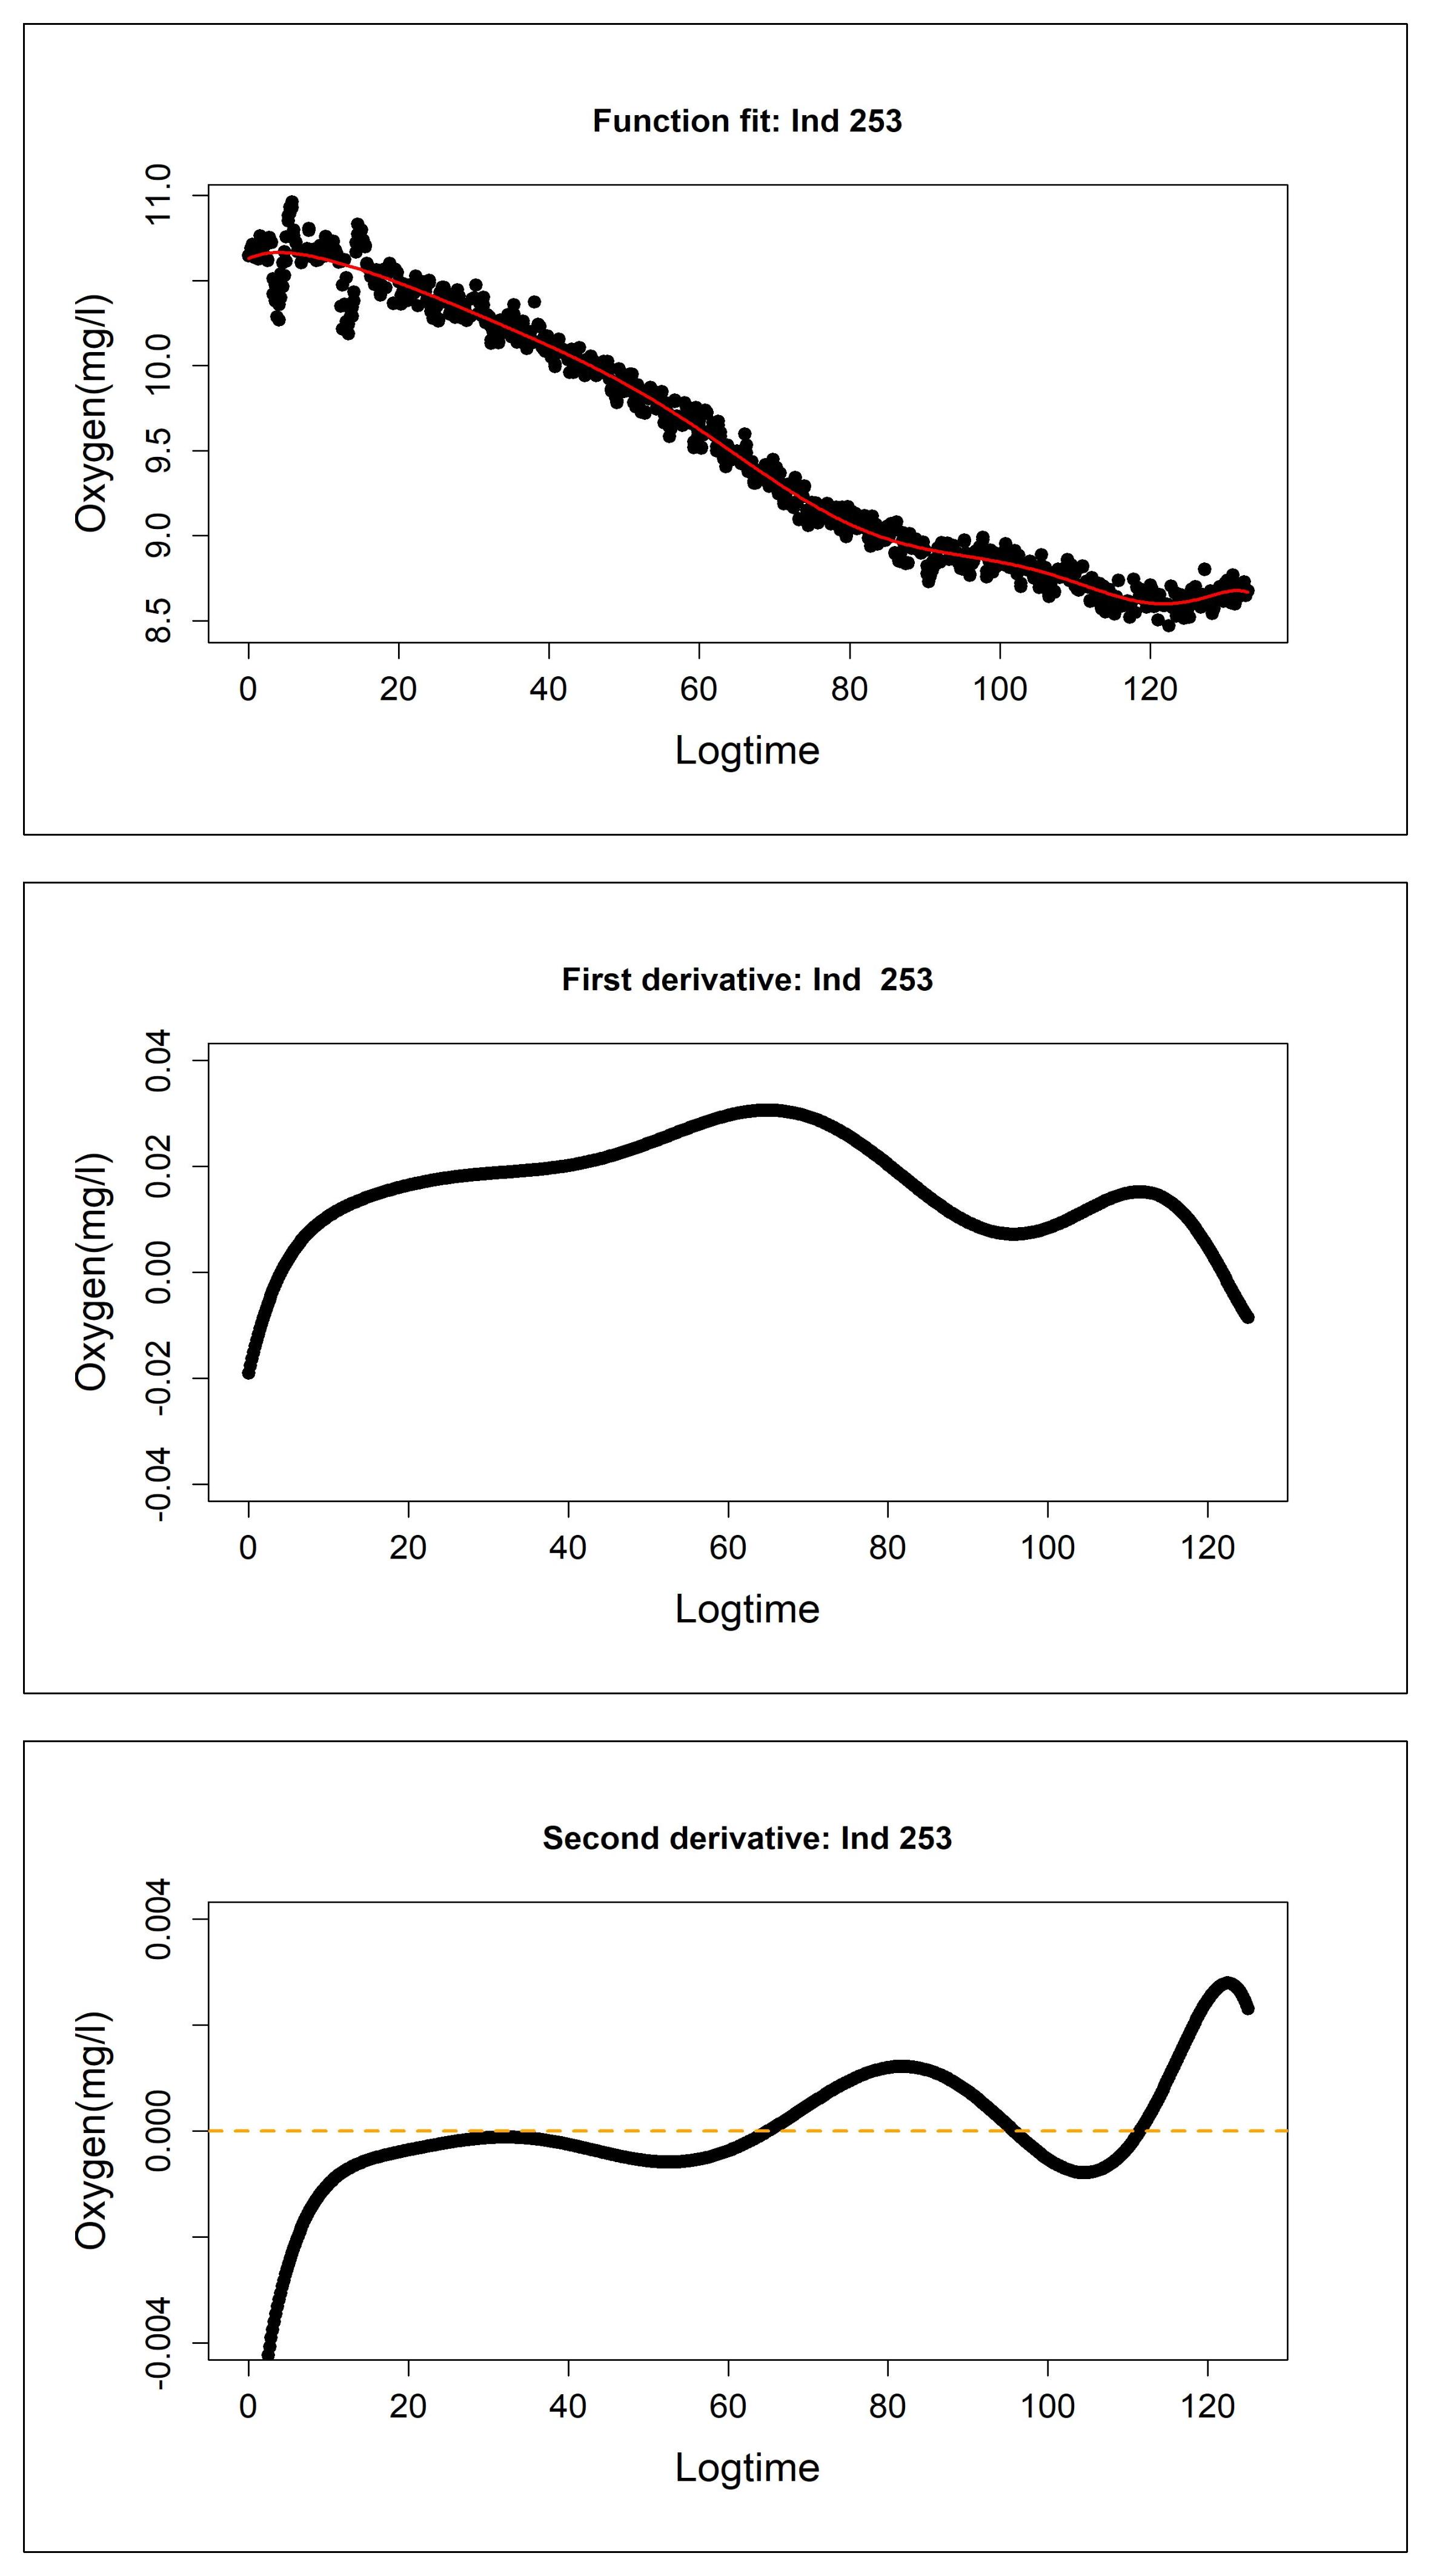 Function fit: Ind 253
11.0
10.0
9.5
9.0
8.5
Oxygen(mg/l)
0 20 40 60 80 100 120
Logtime
First derivative: Ind  253
0.04
0.02
0.00
-0.02
-0.04
Oxygen(mg/l)
0 20 40 60 80 100 120
Logtime
Second derivative: Ind 253
0.004
0.000
-0.004
Oxygen(mg/l)
0 20 40 60 80 100 120
Logtime